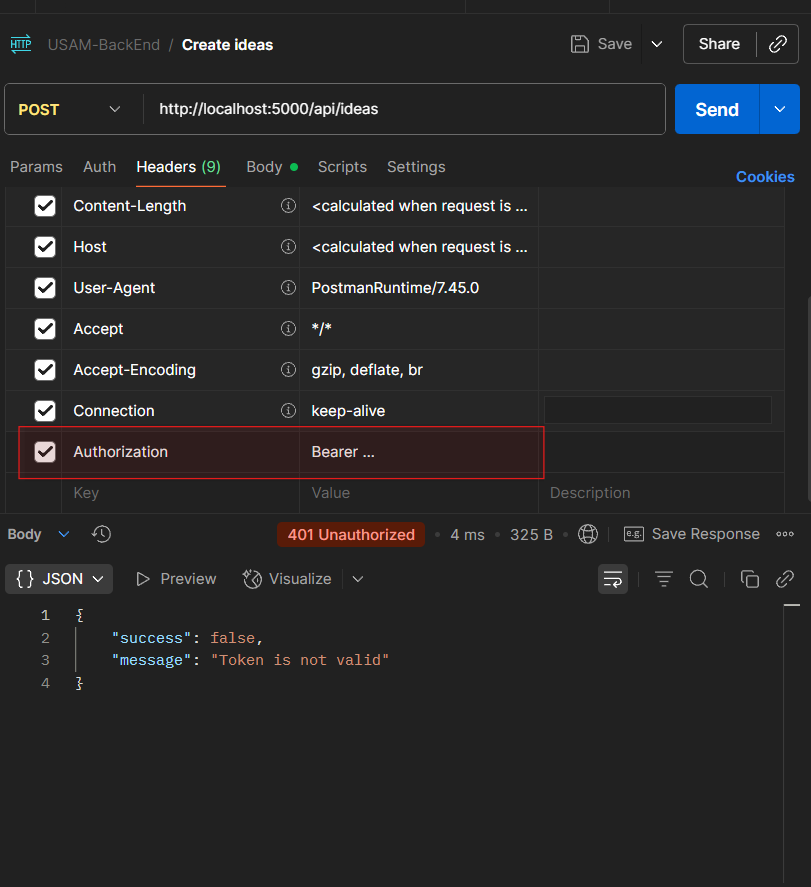 HTTP USAM-BackEnd / Create ideas Save Share
POST http://localhost:5000/api/ideas Send
Params Auth Headers (9) Body Scripts Settings Cookies
Content-Length <calculated when request is ...
Host <calculated when request is ...
User-Agent PostmanRuntime/7.45.0
Accept */*
Accept-Encoding gzip, deflate, br
Connection keep-alive
Authorization Bearer ...
Key Value Description
Body 401 Unauthorized • 4 ms • 325 B • e.g. Save Response
{} JSON Preview Visualize
1 {
2 "success": false,
3 "message": "Token is not valid"
4 }